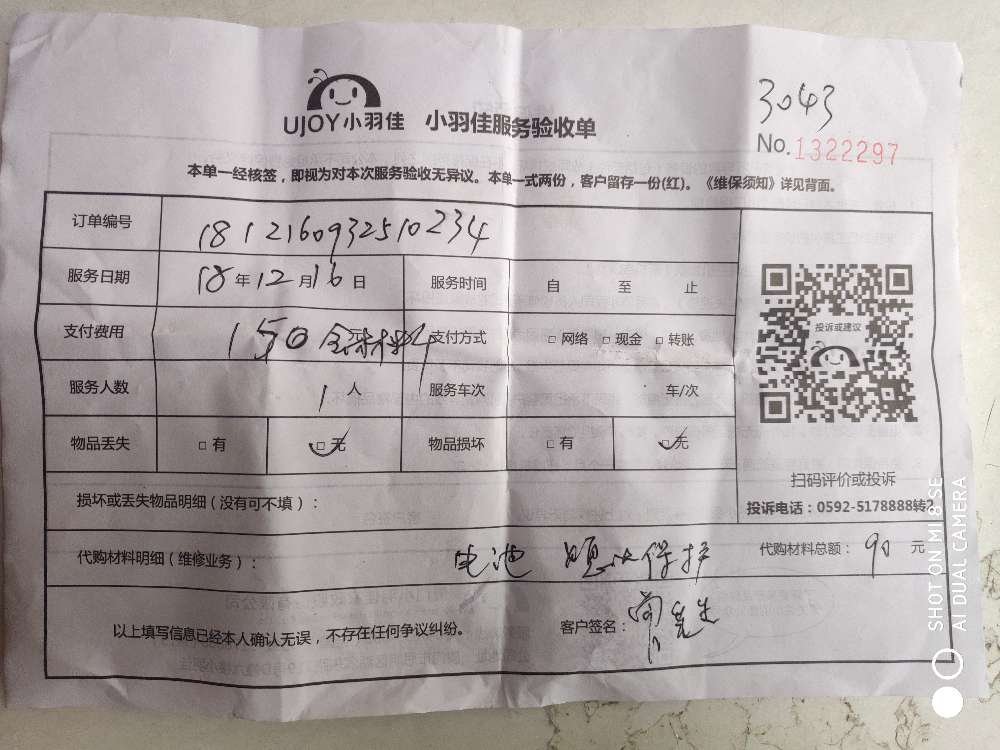 3043
UJOY小羽佳 小羽佳服务验收单
No. 1322297
本单一经核签，即视为对本次服务验收无异议。本单一式两份，客户留存一份(红)。《维保须知》详见背面。
订单编号 181216093251 0234
服务日期 18年12月16日 服务时间 自 至 止
支付费用 150 含材料 支付方式 □ 网络 □ 现金 □ 转账
服务人数 1 人 服务车次 车/次
物品丢失 □ 有 ☑ 无 物品损坏 □ 有 ☑ 无
投诉或建议
扫码评价或投诉
投诉电话：0592-5178888转2
损坏或丢失物品明细（没有可不填）：
代购材料明细（维修业务）： 电池 保护 代购材料总额： 90 元
以上填写信息已经本人确认无误，不存在任何争议纠纷。 客户签名： 先生
SHOT ON MI 8 SE
AI DUAL CAMERA